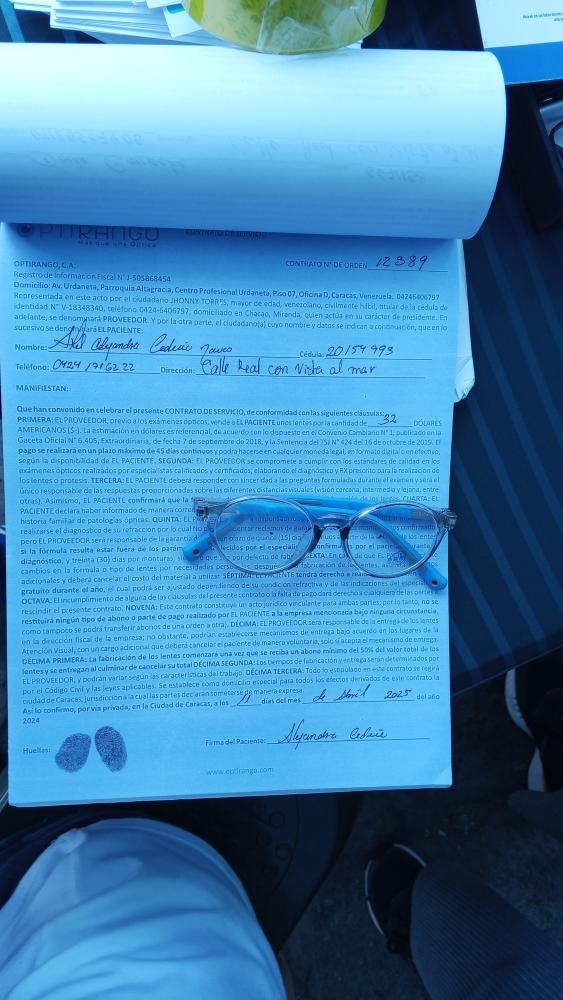 OPTIRANGO
Más que una Óptica
CONTRATO DE SERVICIO
CONTRATO N° DE ORDEN 12389
OPTIRANGO, C.A.
Registro de Información Fiscal N° J-505868454
Domicilio: Av. Urdaneta, Parroquia Altagracia, Centro Profesional Urdaneta, Piso 07, Oficina D, Caracas, Venezuela. 04246406797
Representada en este acto por el ciudadano JHONNY TORRES, mayor de edad, venezolano, civilmente hábil, titular de la cedula de
identidad N° V-18348340, teléfono 0424-6406797, domiciliado en Chacao, Miranda, quien actúa en su carácter de presidente. En
adelante, se denominará PROVEEDOR. Y por la otra parte, el ciudadano(a) cuyo nombre y datos se indican a continuación, que en lo
sucesivo se denominará EL PACIENTE:
Nombre: Alejandra Cedula: 20154993
Teléfono: 0424 Dirección: Calle Real con Vista al mar
MANIFIESTAN:
Que han convenido en celebrar el presente CONTRATO DE SERVICIO, de conformidad con las siguientes cláusulas:
PRIMERA: EL PROVEEDOR, previo a los exámenes ópticos, vende a EL PACIENTE unos lentes por la cantidad de 32 DÓLARES
AMERICANOS ($-). La estimación en dólares es referencial, de acuerdo con lo dispuesto en el Convenio Cambiario N° 1, publicado en la
Gaceta Oficial N° 6.405, Extraordinaria, de fecha 7 de septiembre de 2018, y la Sentencia del TSJ N° 424 del 16 de octubre de 2019. El
pago se realizará en un plazo máximo de 45 días continuos y podrá hacerse en cualquier moneda legal, en formato digital o en efectivo,
según la disponibilidad de EL PACIENTE. SEGUNDA: EL PROVEEDOR se compromete a cumplir con los estándares de calidad en los
exámenes ópticos realizados por especialistas calificados y certificados, elaborando el diagnóstico y RX prescrito para la realización de
los lentes o prótesis. TERCERA: EL PACIENTE deberá responder con sinceridad a las preguntas formuladas durante el examen y será el
único responsable de las respuestas proporcionadas sobre las diferentes distancias visuales (visión cercana, intermedia y lejana, entre
otras). Asimismo, EL PACIENTE confirmará que la de los lentes. CUARTA: EL
PACIENTE declara haber informado de manera correc
historia familiar de patologías ópticas. QUINTA: EL
realizarse el diagnostico de su refraccion por lo cual no
pero EL PROVEEDOR será responsable de la garantía (15) días
si la fórmula resulta estar fuera de los parám
diagnóstico, y treinta (30) días por monturas, si por defecto de
cambios en la fórmula o tipo de lentes por necesidades
adicionales y deberá cancelar el costo del material a utilizar. SÉPTIMA: EL PACIENTE tendrá derecho a
gratuito durante el año, el cual podrá ser ajustado dependiendo de su condición refractiva y de las indicaciones del especialista.
OCTAVA: El incumplimiento de alguna de las cláusulas del presente contrato o la falta de pago dará derecho a cualquiera de las partes a
rescindir el presente contrato. NOVENA: Este contrato constituye un acto jurídico vinculante para ambas partes; por lo tanto, no se
restituirá ningún tipo de abono o parte de pago realizado por EL PACIENTE a la empresa mencionada bajo ninguna circunstancia,
como tampoco se podrá transferir abonos de una orden a otra). DÉCIMA: EL PROVEEDOR será responsable de la entrega de los lentes
en la dirección fiscal de la empresa; no obstante, podrían establecerse mecanismos de entrega bajo acuerdo en los lugares de la
Atención Visual, con un cargo adicional que deberá cancelar el paciente de manera voluntaria, solo si acepta el mecanismo de entrega.
DÉCIMA PRIMERA: La fabricación de los lentes comenzará una vez que se reciba un abono mínimo del 50% del valor total de los
lentes y se entregan al culminar de cancelar su total DÉCIMA SEGUNDA: Los tiempos de fabricación y entrega serán determinados por
EL PROVEEDOR, y podrán variar según las características del trabajo. DÉCIMA TERCERA: Todo lo estipulado en este contrato se regirá
por el Código Civil y las leyes aplicables. Se establece como domicilio especial para todos los efectos derivados de este contrato la
ciudad de Caracas, jurisdicción a la cual las partes declaran someterse de manera expresa.
Así lo confirmo, por vía privada, en la Ciudad de Caracas, a los 11 días del mes de Abril 2025 del año
2024
Huellas:
Firma del Paciente: Alejandra Cedeño
www.optirango.com